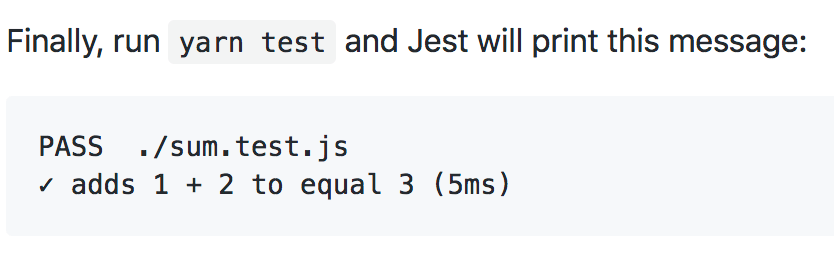 Finally, run yarn test and Jest will print this message:
PASS  ./sum.test.js
✓ adds 1 + 2 to equal 3 (5ms)